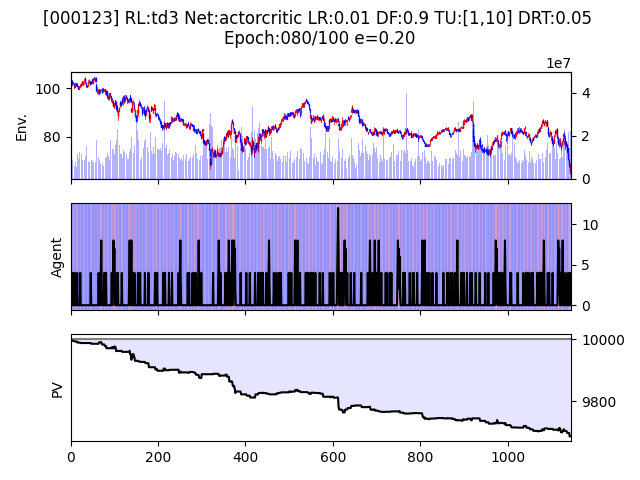 [000123] RL:td3 Net:actorcritic LR:0.01 DF:0.9 TU:[1,10] DRT:0.05
Epoch:080/100 e=0.20
1e7
Env.
100
80
4
2
0
Agent
10
5
0
PV
10000
9800
0 200 400 600 800 1000